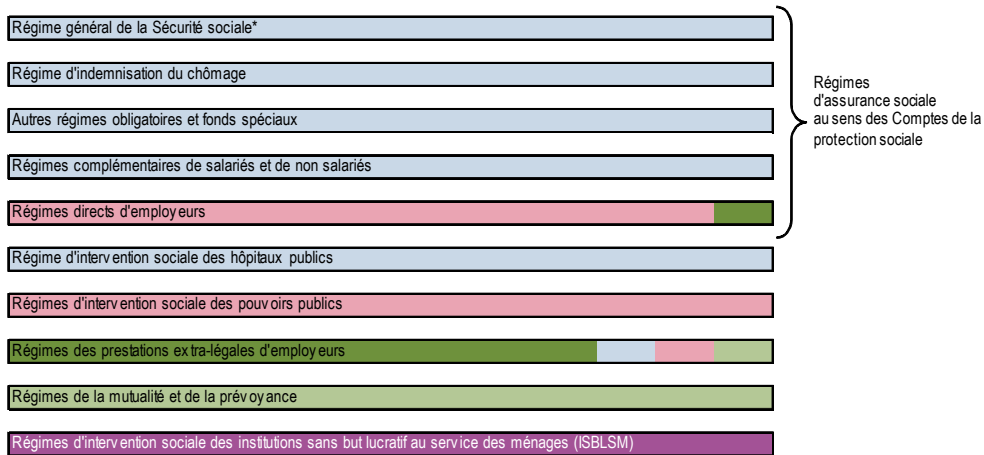 Régime général de la Sécurité sociale*
Régime d'indemnisation du chômage
Autres régimes obligatoires et fonds spéciaux
Régimes complémentaires de salariés et de non salariés
Régimes directs d'employeurs
Régimes
d'assurance sociale
au sens des Comptes de la
protection sociale
Régime d'intervention sociale des hôpitaux publics
Régimes d'intervention sociale des pouvoirs publics
Régimes des prestations extra-légales d'employeurs
Régimes de la mutualité et de la prévoyance
Régimes d'intervention sociale des institutions sans but lucratif au service des ménages (ISBLSM)